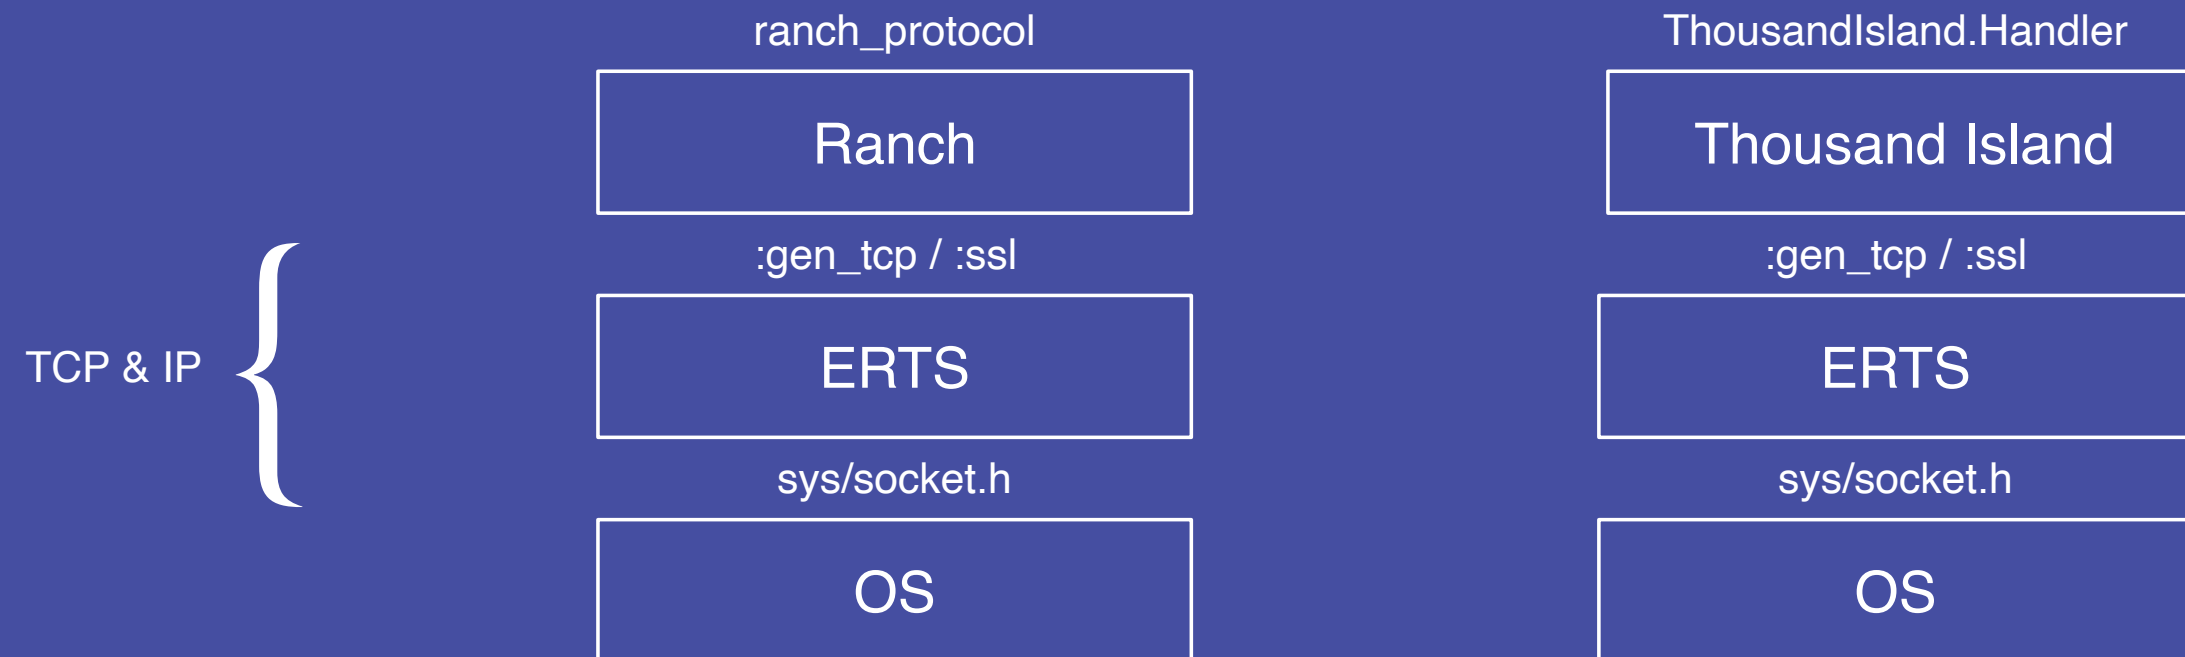 ranch_protocol
ThousandIsland.Handler
Ranch
Thousand Island
:gen_tcp / :ssl
:gen_tcp / :ssl
TCP & IP
ERTS
ERTS
sys/socket.h
sys/socket.h
OS
OS